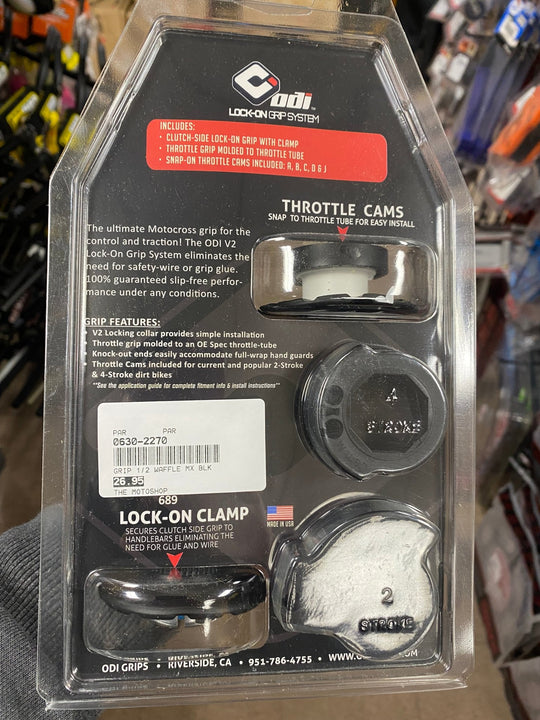 ODI™
LOCK-ON GRIP SYSTEM
INCLUDES:
• CLUTCH-SIDE LOCK-ON GRIP WITH CLAMP
• THROTTLE GRIP MOLDED TO THROTTLE TUBE
• SNAP-ON THROTTLE CAMS INCLUDED: A, B, C, D & J
THROTTLE CAMS
SNAP TO THROTTLE TUBE FOR EASY INSTALL
The ultimate Motocross grip for the
control and traction! The ODI V2
Lock-On Grip System eliminates the
need for safety-wire or grip glue.
100% guaranteed slip-free perfor-
mance under any conditions.
GRIP FEATURES:
• V2 Locking collar provides simple installation
Throttle grip molded to an OE Spec throttle-tube
Knock-out ends easily accommodate full-wrap hand guards
Throttle Cams included for current and popular 2-Stroke
& 4-Stroke dirt bikes
**See the application guide for complete fitment info & install instructions**
4
STROKE
PAR PAR
0630-2270
GRIP 1/2 WAFFLE MX BLK
26.95
THE MOTOSHOP
689
LOCK-ON CLAMP
SECURES CLUTCH SIDE GRIP TO
HANDLEBARS ELIMINATING THE
NEED FOR GLUE AND WIRE
MADE IN USA
2
STROKE
ODI GRIPS • RIVERSIDE, CA • 951-786-4755 •